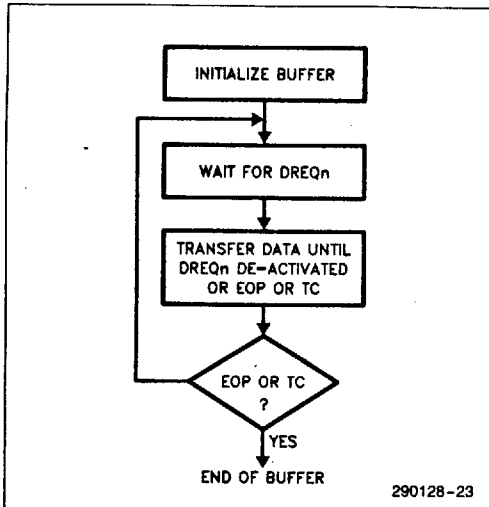 INITIALIZE BUFFER
WAIT FOR DREQn
TRANSFER DATA UNTIL
DREQn DE-ACTIVATED
OR EOP OR TC
EOP OR TC
?
YES
END OF BUFFER
290128-23